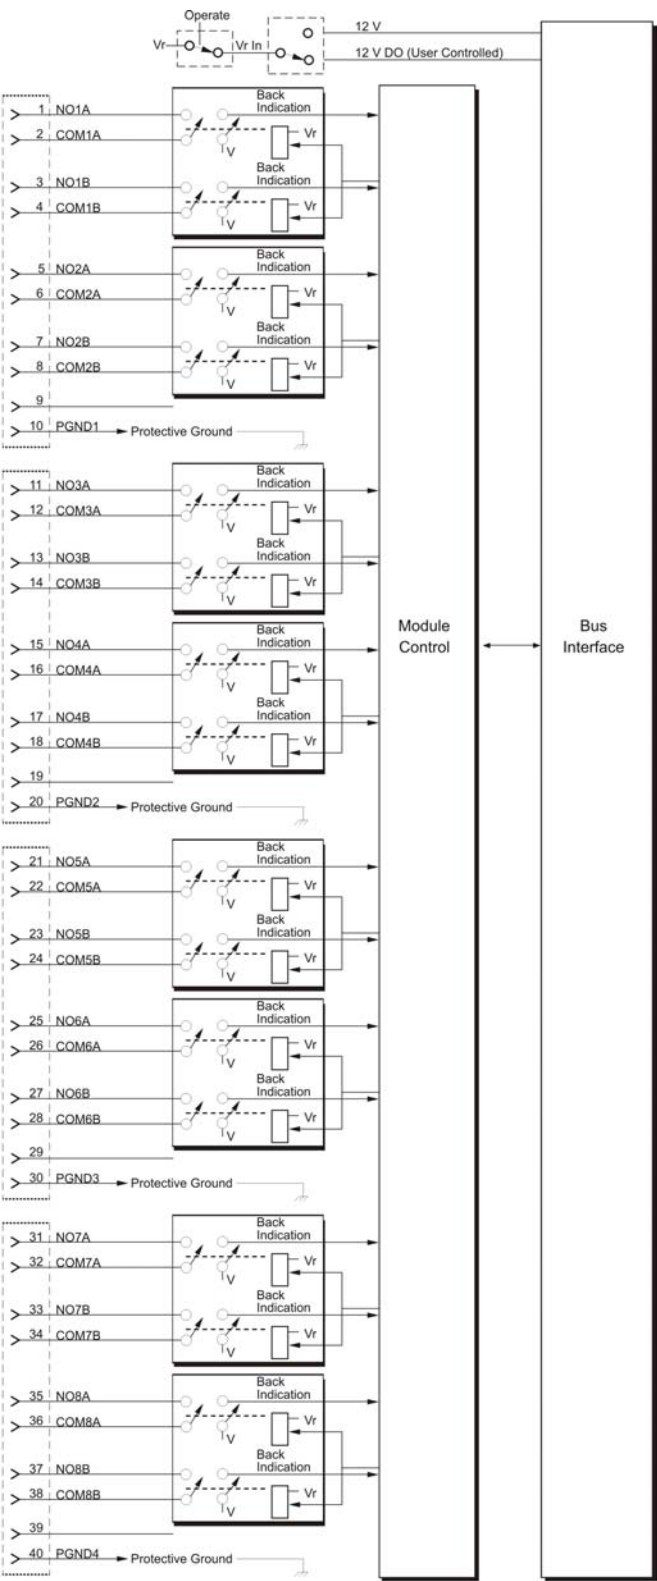 Operate
12 V
Vr
Vr In
12 V DO (User Controlled)
Back
Indication
1 NO1A
2 COM1A
Vr
V
Back
Indication
3 NO1B
4 COM1B
Vr
V
Back
Indication
5 NO2A
6 COM2A
Vr
V
Back
Indication
7 NO2B
8 COM2B
Vr
V
9
10 PGND1 Protective Ground
Back
Indication
11 NO3A
12 COM3A
Vr
V
Back
Indication
13 NO3B
14 COM3B
Vr
V
Module
Control
Bus
Interface
Back
Indication
15 NO4A
16 COM4A
Vr
V
Back
Indication
17 NO4B
18 COM4B
Vr
V
19
20 PGND2 Protective Ground
Back
Indication
21 NO5A
22 COM5A
Vr
V
Back
Indication
23 NO5B
24 COM5B
Vr
V
Back
Indication
25 NO6A
26 COM6A
Vr
V
Back
Indication
27 NO6B
28 COM6B
Vr
V
29
30 PGND3 Protective Ground
Back
Indication
31 NO7A
32 COM7A
Vr
V
Back
Indication
33 NO7B
34 COM7B
Vr
V
Back
Indication
35 NO8A
36 COM8A
Vr
V
Back
Indication
37 NO8B
38 COM8B
Vr
V
39
40 PGND4 Protective Ground